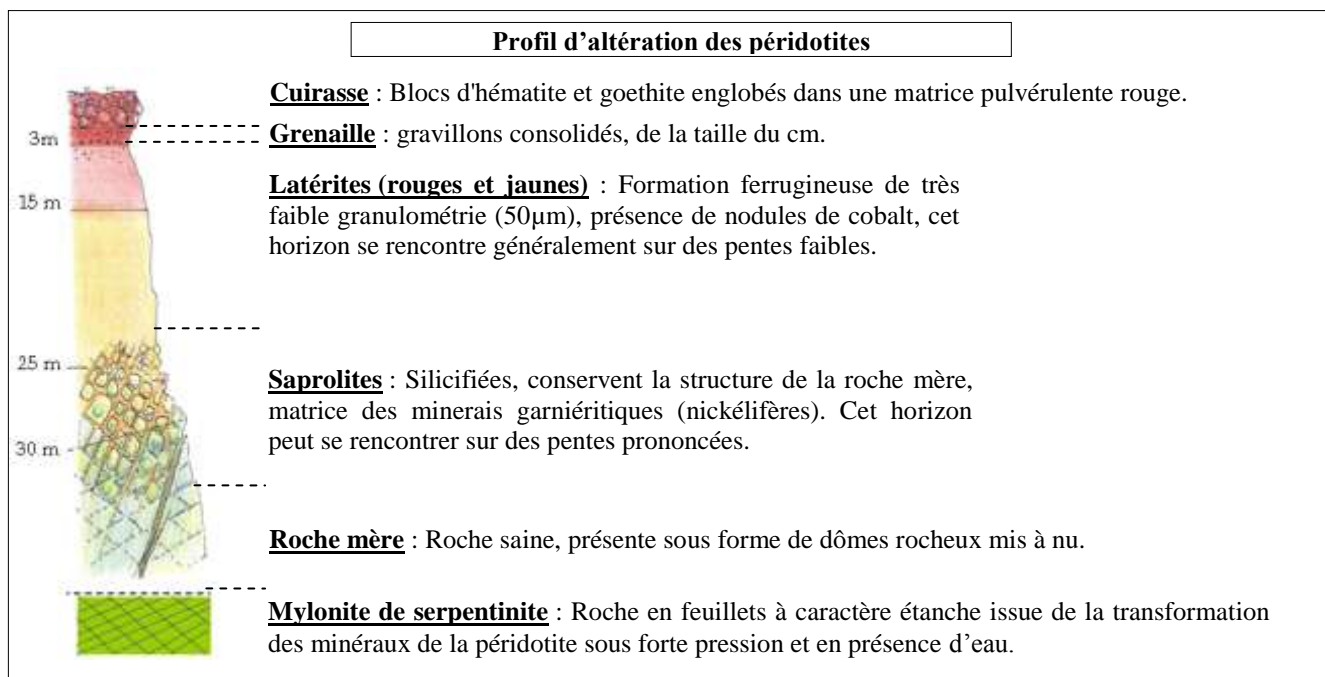 Profil d’altération des péridotites
Cuirasse : Blocs d'hématite et goethite englobés dans une matrice pulvérulente rouge.
3m
Grenaille : gravillons consolidés, de la taille du cm.
15 m
Latérites (rouges et jaunes) : Formation ferrugineuse de très
faible granulométrie (50µm), présence de nodules de cobalt, cet
horizon se rencontre généralement sur des pentes faibles.
25 m
Saprolites : Silicifiées, conservent la structure de la roche mère,
matrice des minerais garniéritiques (nickélifères). Cet horizon
peut se rencontrer sur des pentes prononcées.
30 m
Roche mère : Roche saine, présente sous forme de dômes rocheux mis à nu.
Mylonite de serpentinite : Roche en feuillets à caractère étanche issue de la transformation
des minéraux de la péridotite sous forte pression et en présence d’eau.